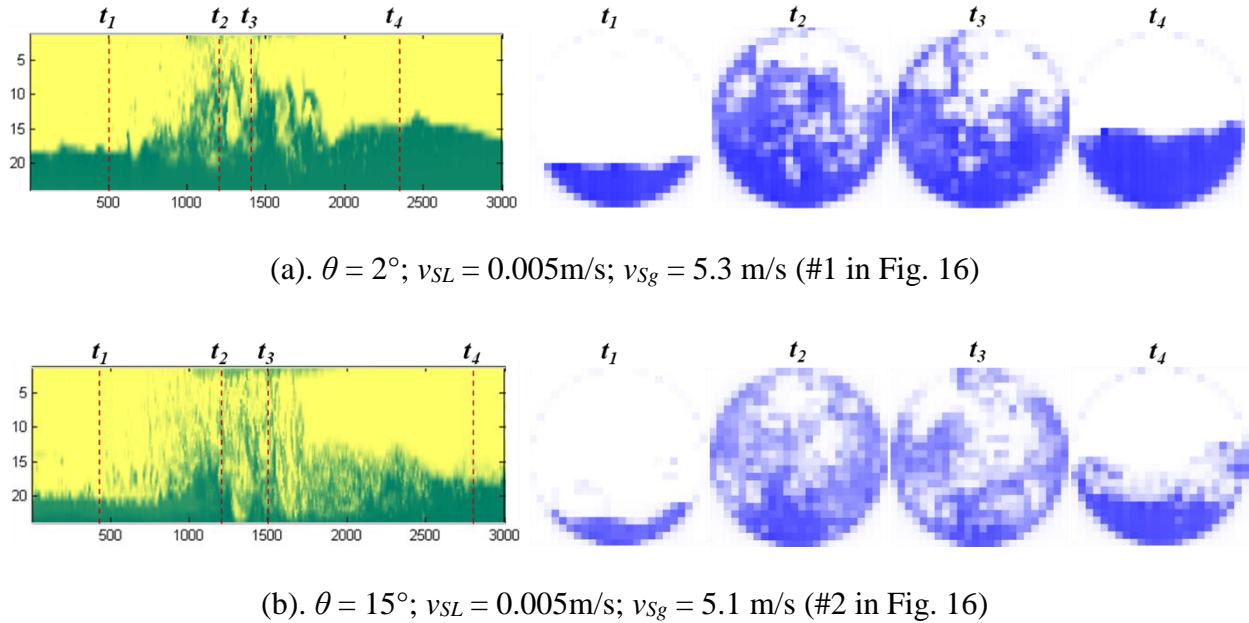 t1 t2 t3 t4 t1 t2 t3 t4
5
10
15
20
500 1000 1500 2000 2500 3000
(a). θ = 2°; vSL = 0.005m/s; vSg = 5.3 m/s (#1 in Fig. 16)
t1 t2 t3 t4 t1 t2 t3 t4
5
10
15
20
500 1000 1500 2000 2500 3000
(b). θ = 15°; vSL = 0.005m/s; vSg = 5.1 m/s (#2 in Fig. 16)